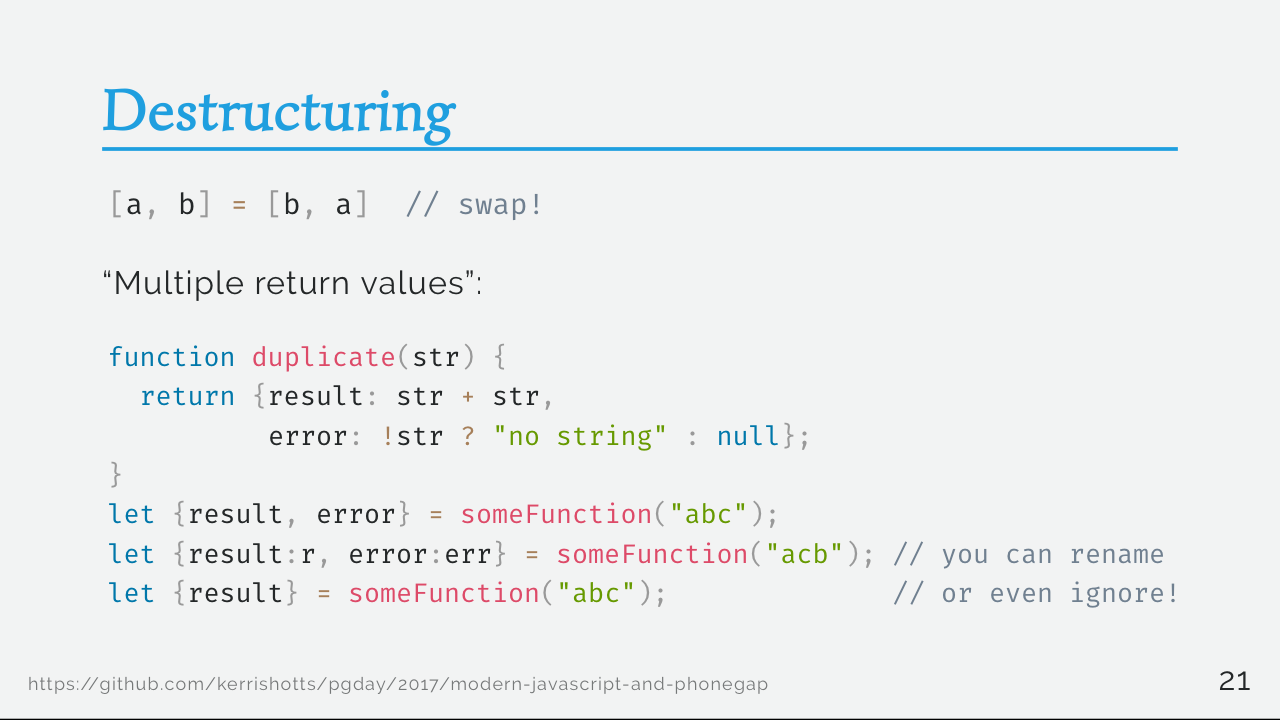 Destructuring
[a, b] = [b, a]  // swap!
“Multiple return values”:
function duplicate(str) {
  return {result: str + str,
          error: !str ? "no string" : null};
}
let {result, error} = someFunction("abc");
let {result:r, error:err} = someFunction("acb"); // you can rename
let {result} = someFunction("abc");              // or even ignore!
https://github.com/kerrishotts/pgday/2017/modern-javascript-and-phonegap
21